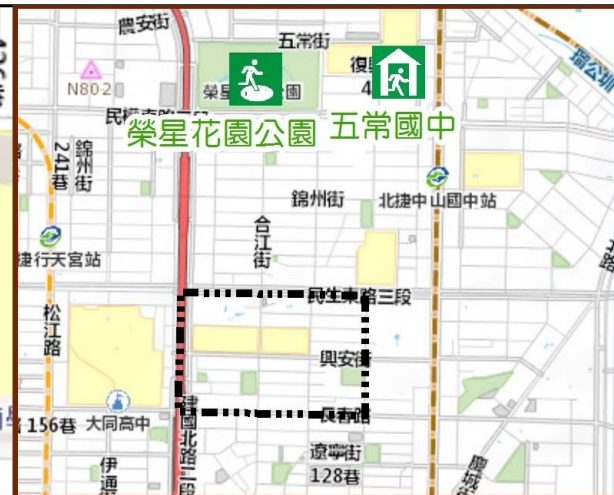 農安街
五常街
N802
榮星花園公園
五常國中
錦州街
241巷
錦州街
北捷中山國中站
合江街
捷行天宮站
民生東路三段
松江路
興安街
建國北路二段
長春路
156巷
大同高中
遼寧街
128巷
伊通街
慶城街